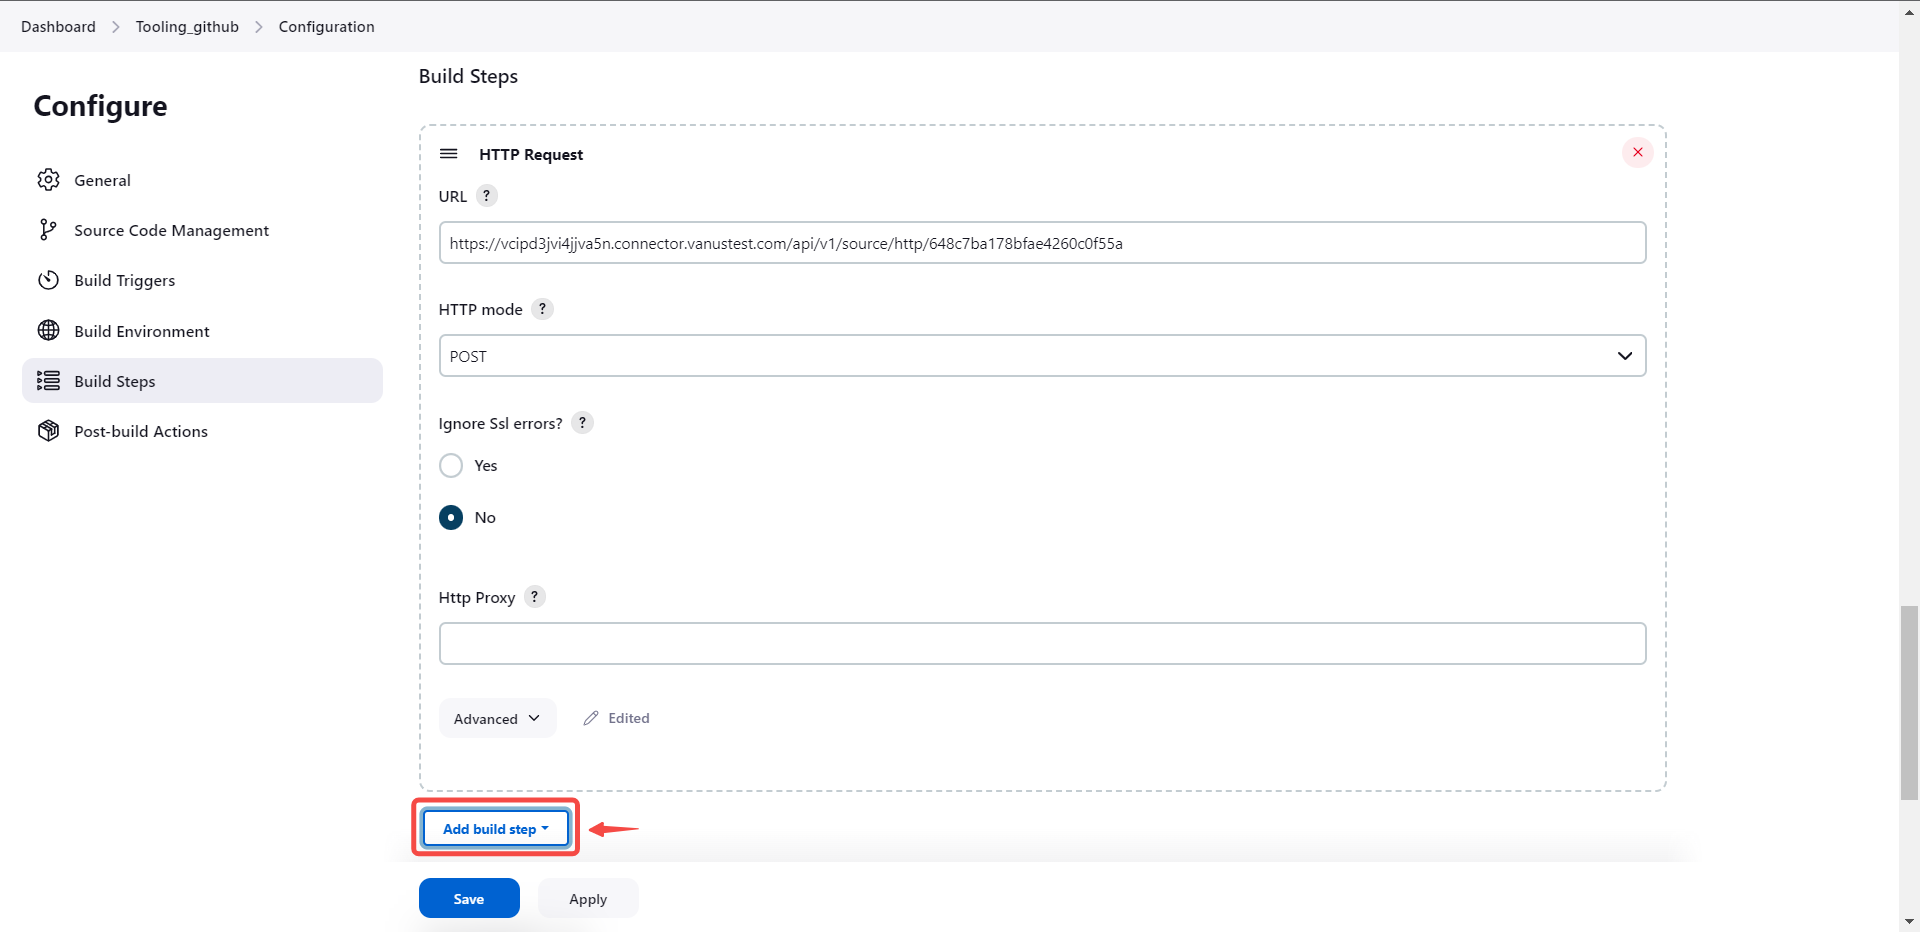 Dashboard > Tooling_github > Configuration
Configure
General
Source Code Management
Build Triggers
Build Environment
Build Steps
Post-build Actions
Build Steps
HTTP Request
URL ?
https://vcipd3jvi4jjva5n.connector.vanustest.com/api/v1/source/http/648c7ba178bfae4260c0f55a
HTTP mode ?
POST
Ignore Ssl errors? ?
Yes
No
Http Proxy ?
Advanced Edited
Add build step
Save Apply